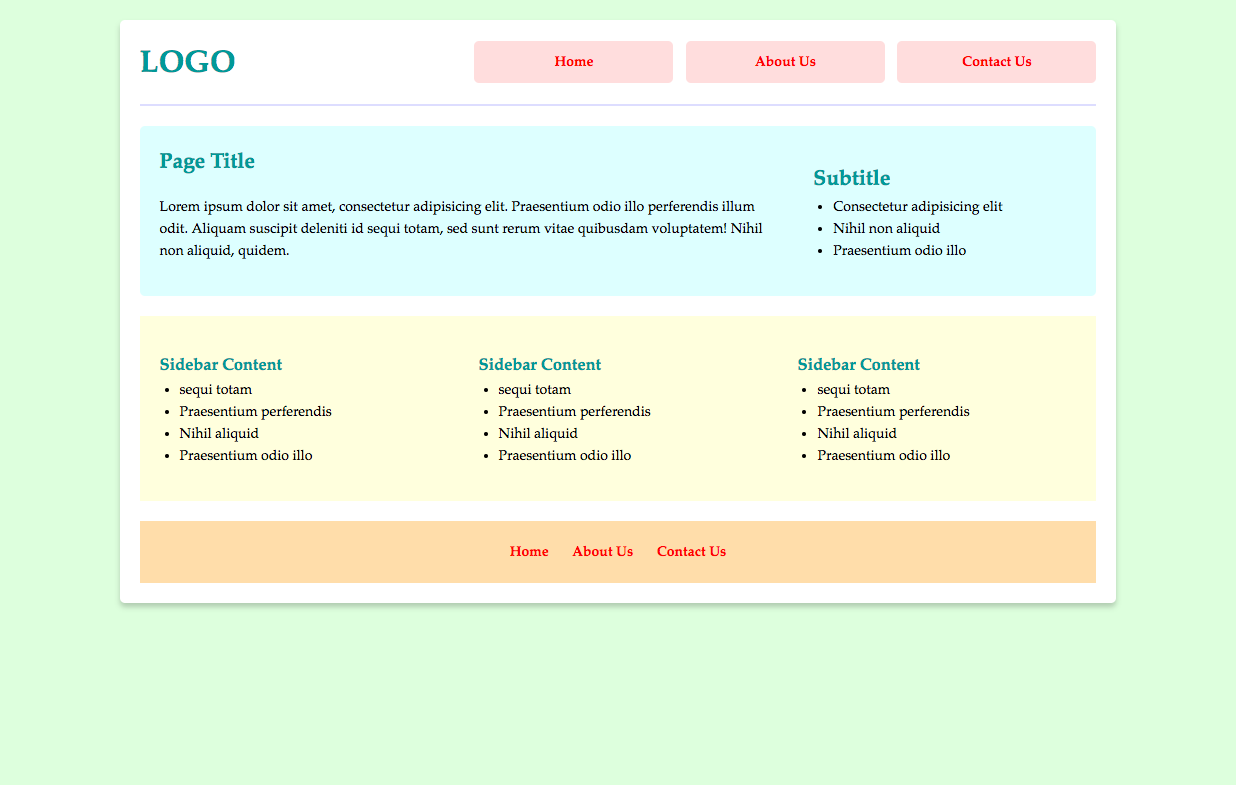 LOGO
Home
About Us
Contact Us
Page Title
Lorem ipsum dolor sit amet, consectetur adipisicing elit. Praesentium odio illo perferendis illum
odit. Aliquam suscipit deleniti id sequi totam, sed sunt rerum vitae quibusdam voluptatem! Nihil
non aliquid, quidem.
Subtitle
• Consectetur adipisicing elit
• Nihil non aliquid
• Praesentium odio illo
Sidebar Content
• sequi totam
• Praesentium perferendis
• Nihil aliquid
• Praesentium odio illo
Sidebar Content
• sequi totam
• Praesentium perferendis
• Nihil aliquid
• Praesentium odio illo
Sidebar Content
• sequi totam
• Praesentium perferendis
• Nihil aliquid
• Praesentium odio illo
Home About Us Contact Us